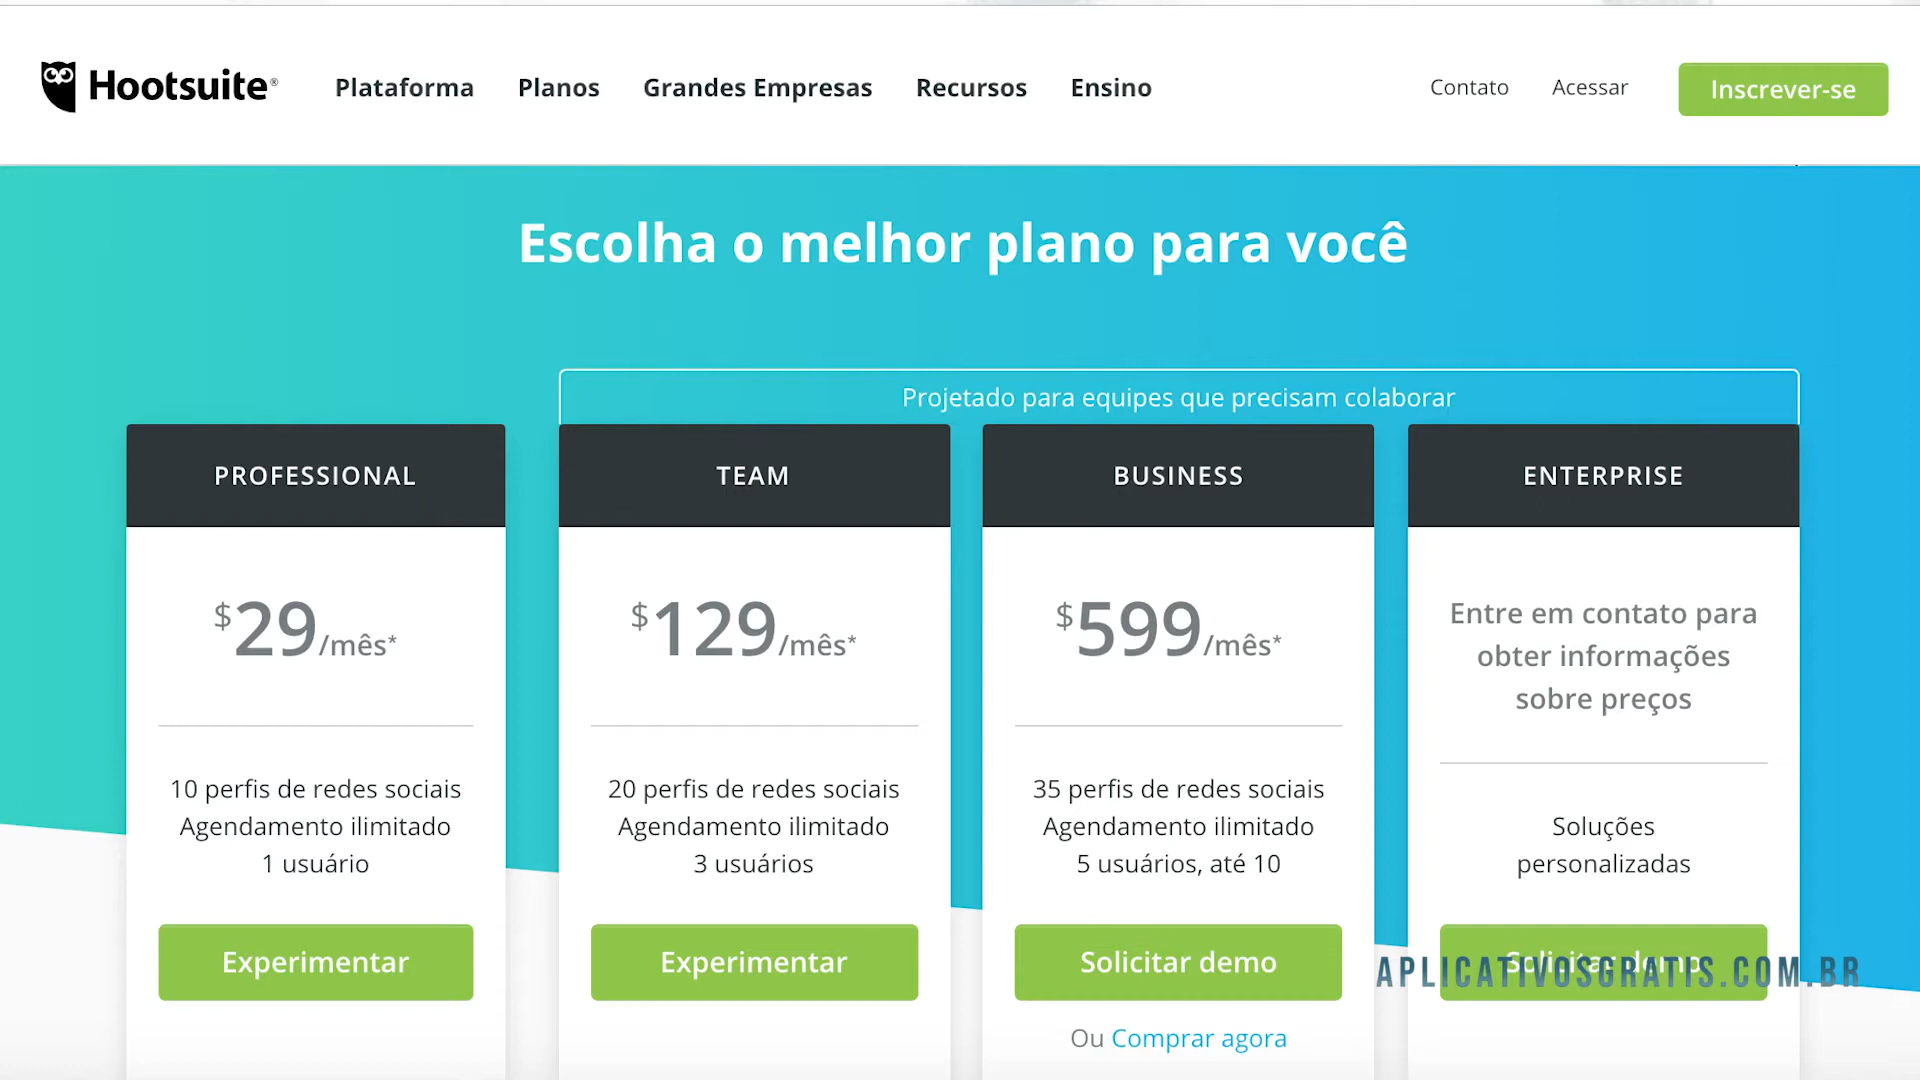 Hootsuite®
Plataforma
Planos
Grandes Empresas
Recursos
Ensino
Contato
Acessar
Inscrever-se
Escolha o melhor plano para você
Projetado para equipes que precisam colaborar
PROFESSIONAL
$29/mês*
10 perfis de redes sociais
Agendamento ilimitado
1 usuário
Experimentar
TEAM
$129/mês*
20 perfis de redes sociais
Agendamento ilimitado
3 usuários
Experimentar
BUSINESS
$599/mês*
35 perfis de redes sociais
Agendamento ilimitado
5 usuários, até 10
Solicitar demo
Ou Comprar agora
ENTERPRISE
Entre em contato para
obter informações
sobre preços
Soluções
personalizadas
Solicitar demo
APLICATIVOSGRATIS.COM.BR